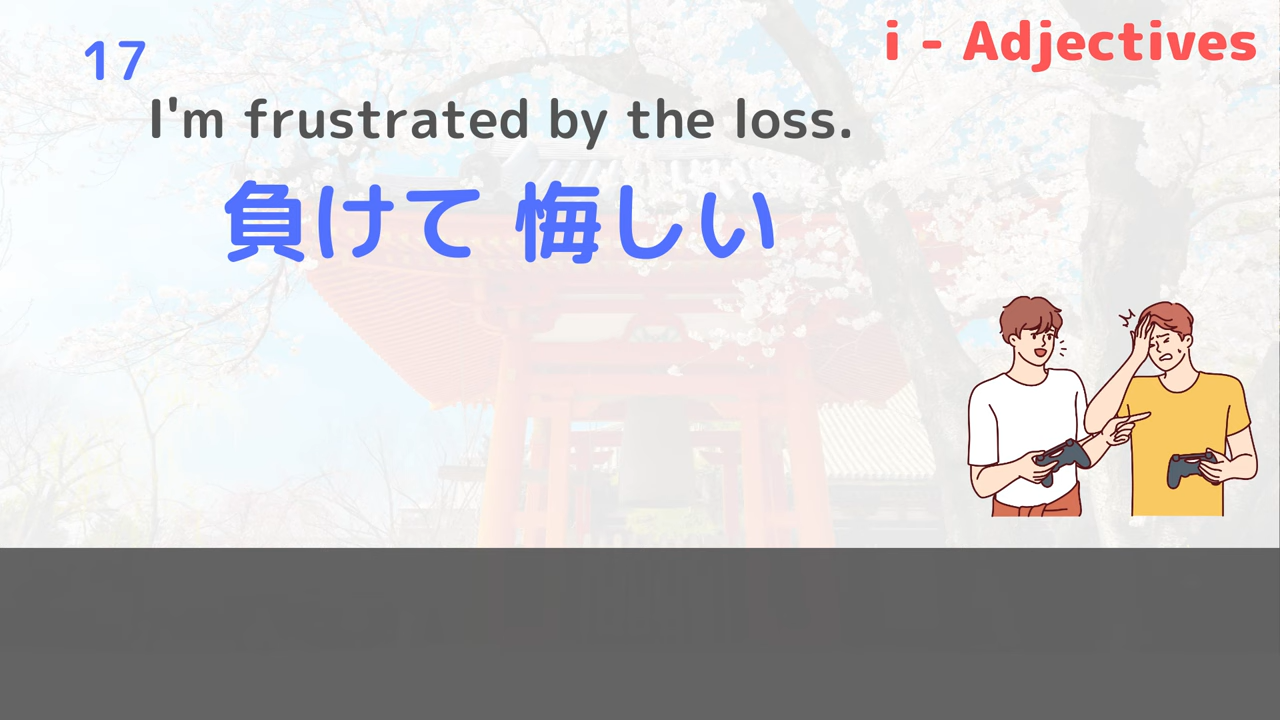 i - Adjectives
17
I'm frustrated by the loss.
負けて 悔しい